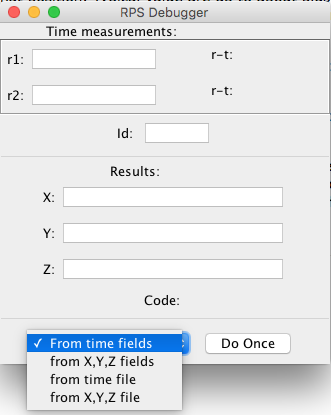 RPS Debugger
Time measurements:
r1: r-t:
r2: r-t:
Id:
Results:
X:
Y:
Z:
Code:
✓ From time fields
Do Once
from X,Y,Z fields
from time file
from X,Y,Z file